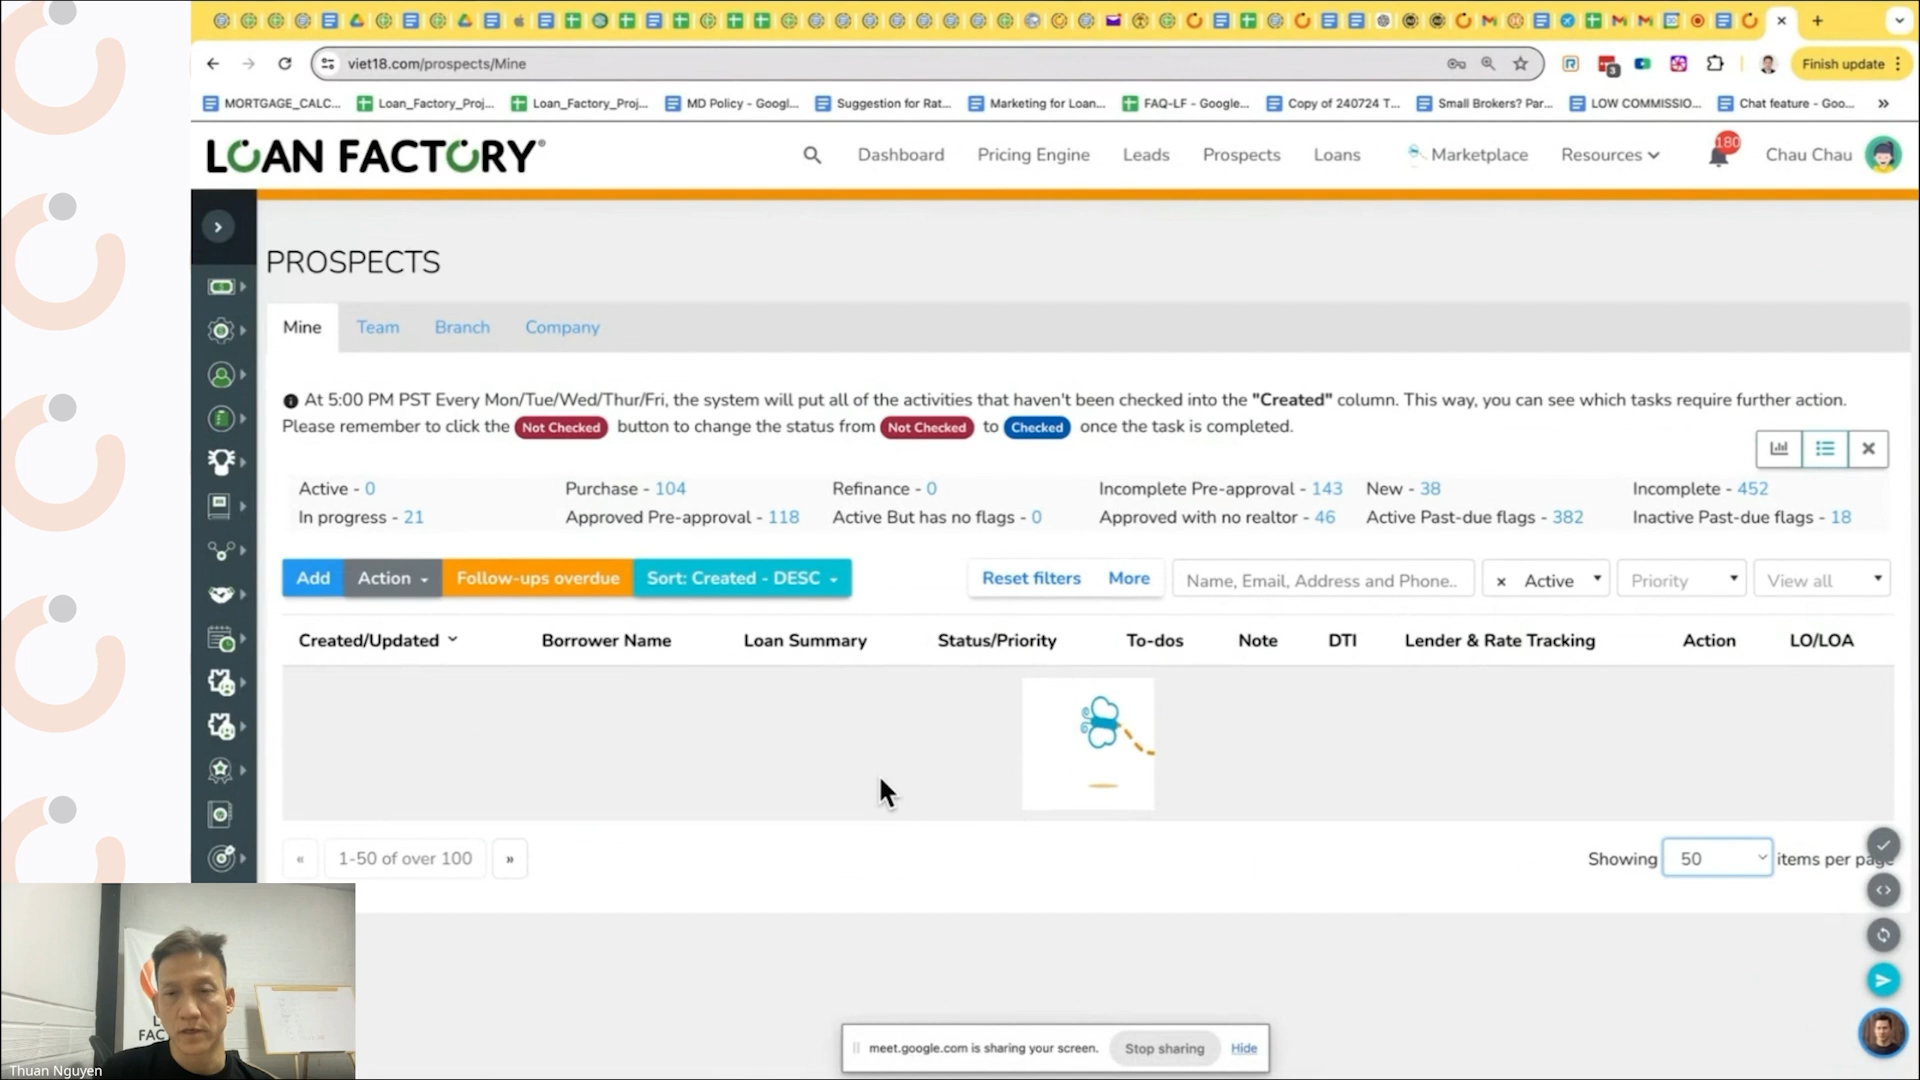 viet18.com/prospects/Mine
Finish update
3
MORTGAGE_CALC...
Loan_Factory_Proj...
Loan_Factory_Proj...
MD Policy - Googl...
Suggestion for Rat...
Marketing for Loan...
FAQ-LF - Google...
Copy of 240724 T...
Small Brokers? Par...
LOW COMMISSIO...
Chat feature - Goo...
»
LOAN FACTORY®
Dashboard
Pricing Engine
Leads
Prospects
Loans
Marketplace
Resources
180
Chau Chau
PROSPECTS
Mine
Team
Branch
Company
At 5:00 PM PST Every Mon/Tue/Wed/Thur/Fri, the system will put all of the activities that haven't been checked into the "Created" column. This way, you can see which tasks require further action.
Please remember to click the Not Checked button to change the status from Not Checked to Checked once the task is completed.
Active - 0
Purchase - 104
Refinance - 0
Incomplete Pre-approval - 143
New - 38
Incomplete - 452
In progress - 21
Approved Pre-approval - 118
Active But has no flags - 0
Approved with no realtor - 46
Active Past-due flags - 382
Inactive Past-due flags - 18
Add
Action
Follow-ups overdue
Sort: Created - DESC
Reset filters
More
Name, Email, Address and Phone..
× Active
Priority
View all
Created/Updated
Borrower Name
Loan Summary
Status/Priority
To-dos
Note
DTI
Lender & Rate Tracking
Action
LO/LOA
«
1-50 of over 100
»
Showing 50 items per page
meet.google.com is sharing your screen.
Stop sharing
Hide
L
FAC
Thuan Nguyen